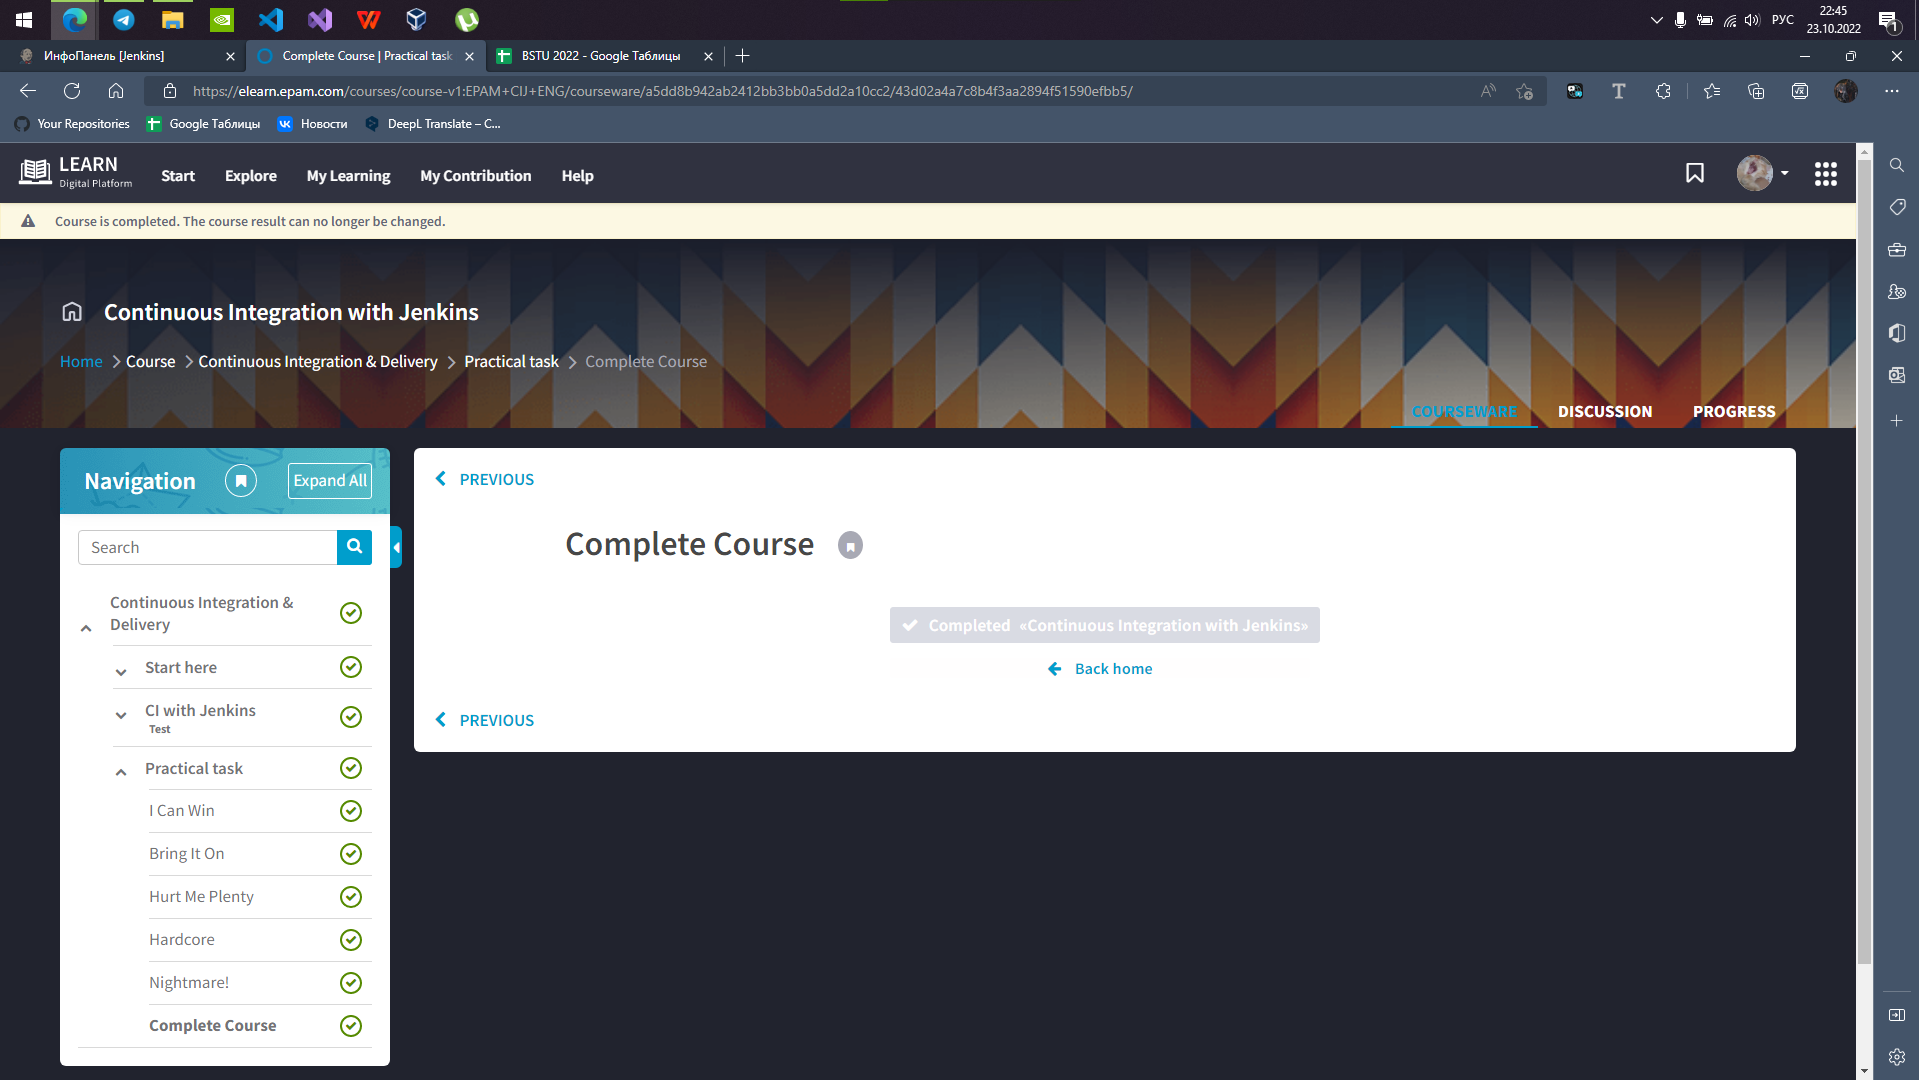 22:45
РУС
23.10.2022
1
ИнфоПанель [Jenkins]
Complete Course | Practical task
BSTU 2022 - Google Таблицы
https://elearn.epam.com/courses/course-v1:EPAM+CIJ+ENG/courseware/a5dd8b942ab2412bb3bb0a5dd2a10cc2/43d02a4a7c8b4f3aa2894f51590efbb5/
Your Repositories
Google Таблицы
Новости
DeepL Translate – C...
LEARN
Digital Platform
Start
Explore
My Learning
My Contribution
Help
Course is completed. The course result can no longer be changed.
Continuous Integration with Jenkins
Home > Course > Continuous Integration & Delivery > Practical task > Complete Course
COURSEWARE
DISCUSSION
PROGRESS
Navigation
Expand All
Search
Continuous Integration &
Delivery
Start here
CI with Jenkins
Test
Practical task
I Can Win
Bring It On
Hurt Me Plenty
Hardcore
Nightmare!
Complete Course
PREVIOUS
Complete Course
Completed «Continuous Integration with Jenkins»
Back home
PREVIOUS